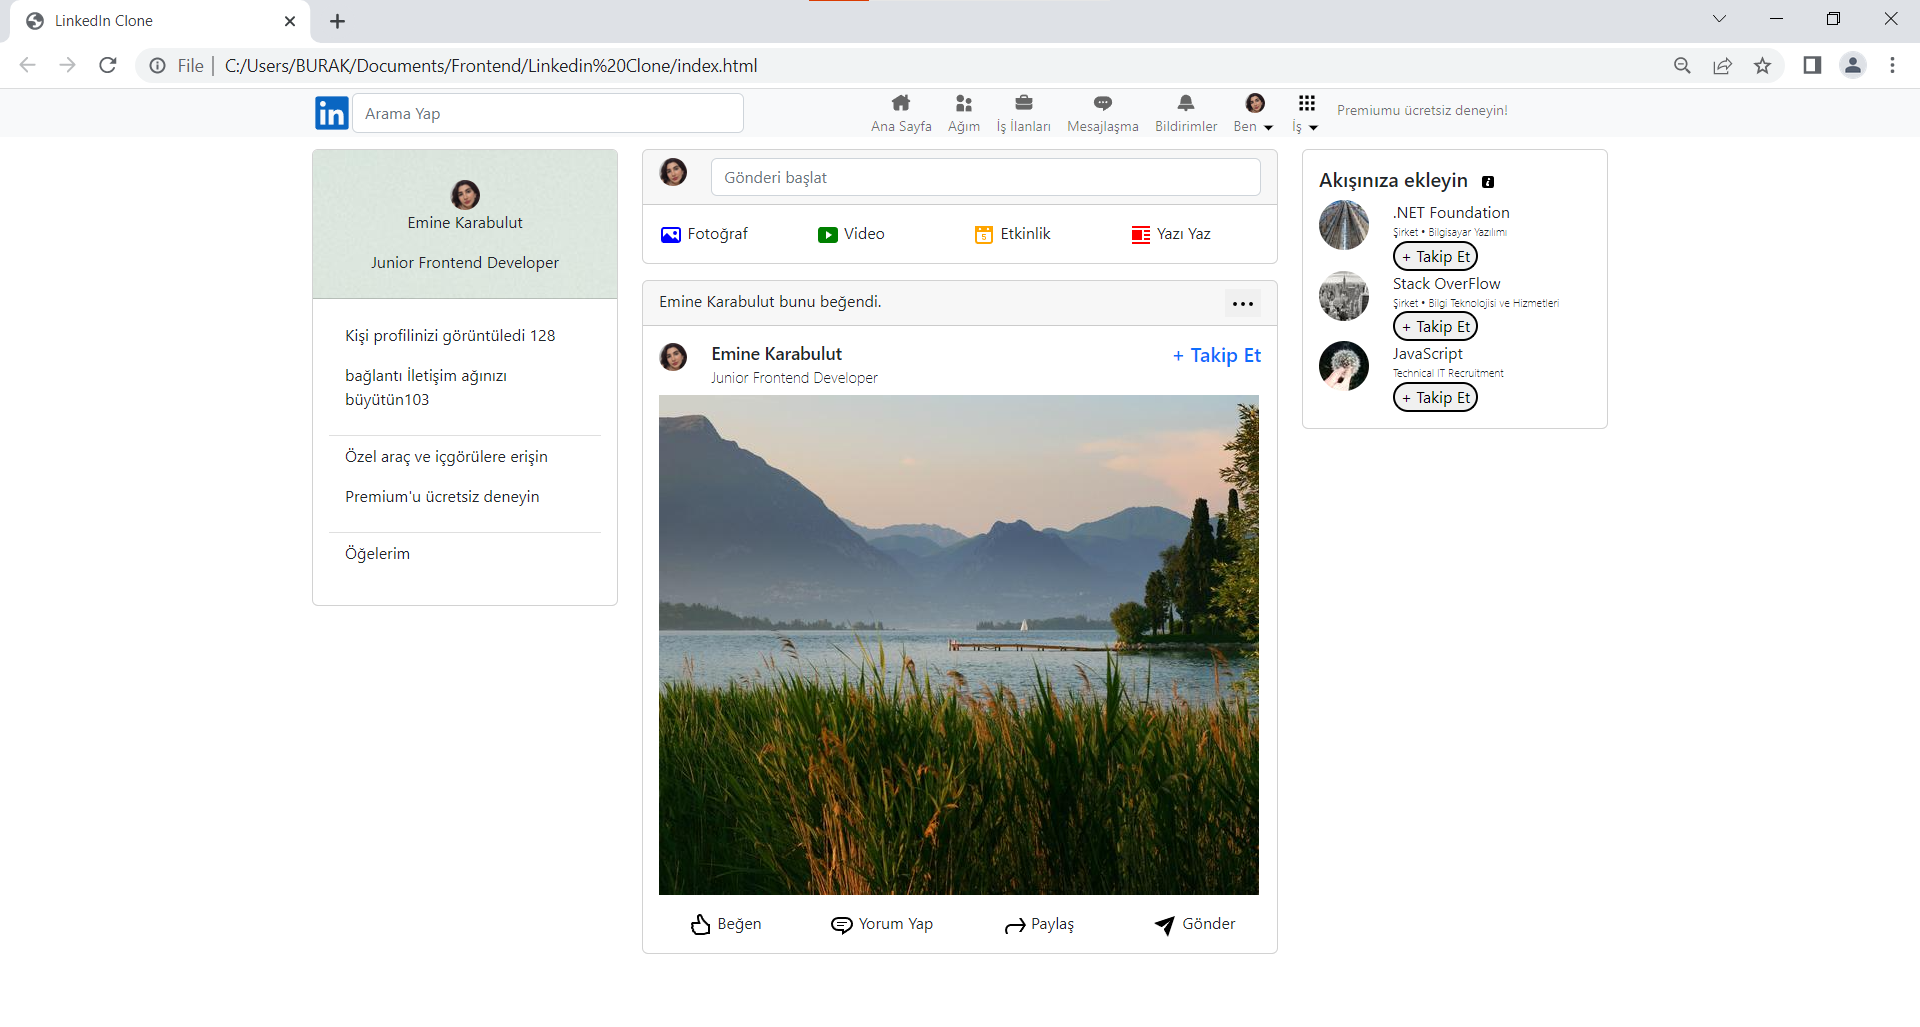 LinkedIn Clone
File | C:/Users/BURAK/Documents/Frontend/Linkedin%20Clone/index.html
in
Arama Yap
Ana Sayfa
Ağım
İş İlanları
Mesajlaşma
Bildirimler
Ben
İş
Premiumu ücretsiz deneyin!
Emine Karabulut
Junior Frontend Developer
Kişi profilinizi görüntüledi 128
bağlantı İletişim ağınızı
büyütün103
Özel araç ve içgörülere erişin
Premium'u ücretsiz deneyin
Öğelerim
Gönderi başlat
Fotoğraf
Video
5
Etkinlik
Yazı Yaz
Emine Karabulut bunu beğendi.
Emine Karabulut
+ Takip Et
Junior Frontend Developer
Beğen
Yorum Yap
Paylaş
Gönder
Akışınıza ekleyin
.NET Foundation
Şirket • Bilgisayar Yazılımı
+ Takip Et
Stack OverFlow
Şirket • Bilgi Teknolojisi ve Hizmetleri
+ Takip Et
JavaScript
Technical IT Recruitment
+ Takip Et